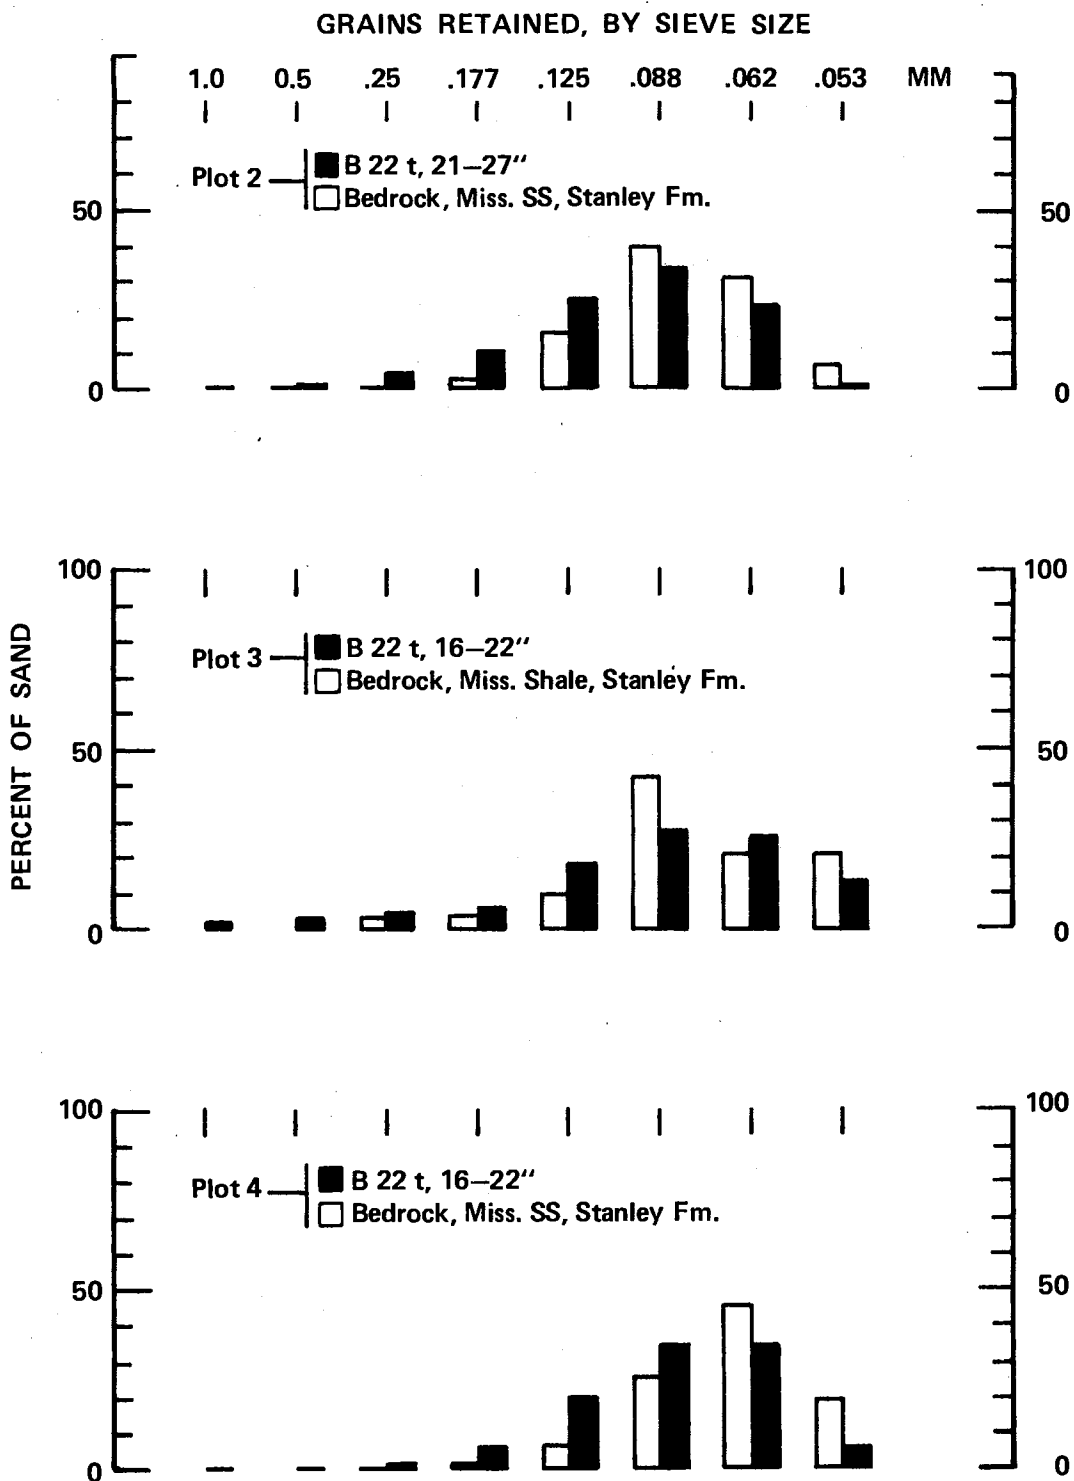 GRAINS RETAINED, BY SIEVE SIZE
1.0 0.5 .25 .177 .125 .088 .062 .053 MM
Plot 2
B 22 t, 21–27"
Bedrock, Miss. SS, Stanley Fm.
50 50
0 0
PERCENT OF SAND
100 100
Plot 3
B 22 t, 16–22"
Bedrock, Miss. Shale, Stanley Fm.
50 50
0 0
100 100
Plot 4
B 22 t, 16–22"
Bedrock, Miss. SS, Stanley Fm.
50 50
0 0